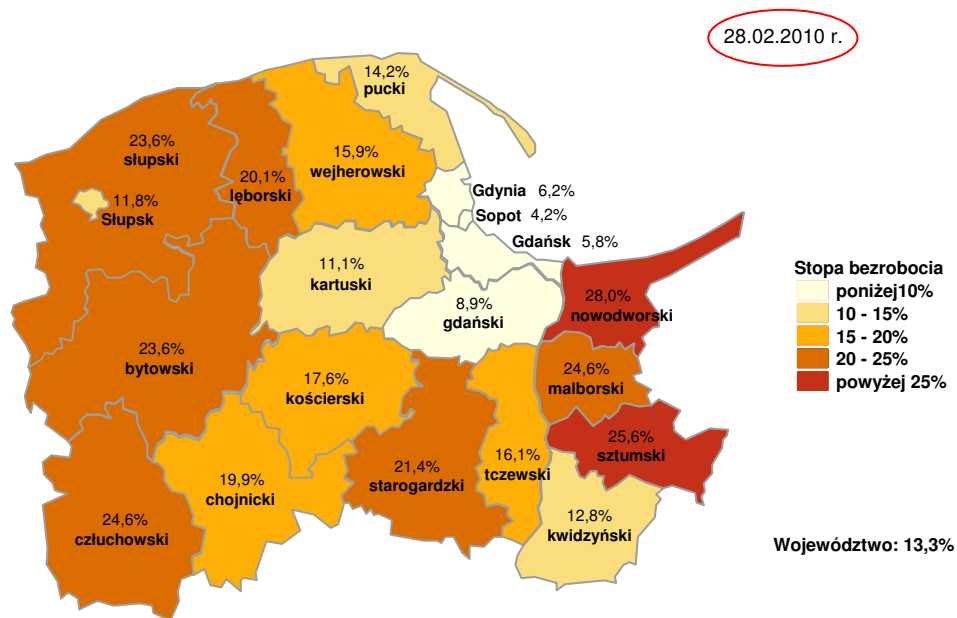 28.02.2010 r.
14,2%
pucki
23,6%
słupski
15,9%
wejherowski
20,1%
lęborski
11,8%
Słupsk
Gdynia 6,2%
Sopot 4,2%
Gdańsk 5,8%
11,1%
kartuski
8,9%
gdański
28,0%
nowodworski
Stopa bezrobocia
poniżej10%
10 - 15%
15 - 20%
20 - 25%
powyżej 25%
23,6%
bytowski
17,6%
kościerski
24,6%
malborski
25,6%
sztumski
16,1%
tczewski
21,4%
starogardzki
19,9%
chojnicki
24,6%
człuchowski
12,8%
kwidzyński
Województwo: 13,3%